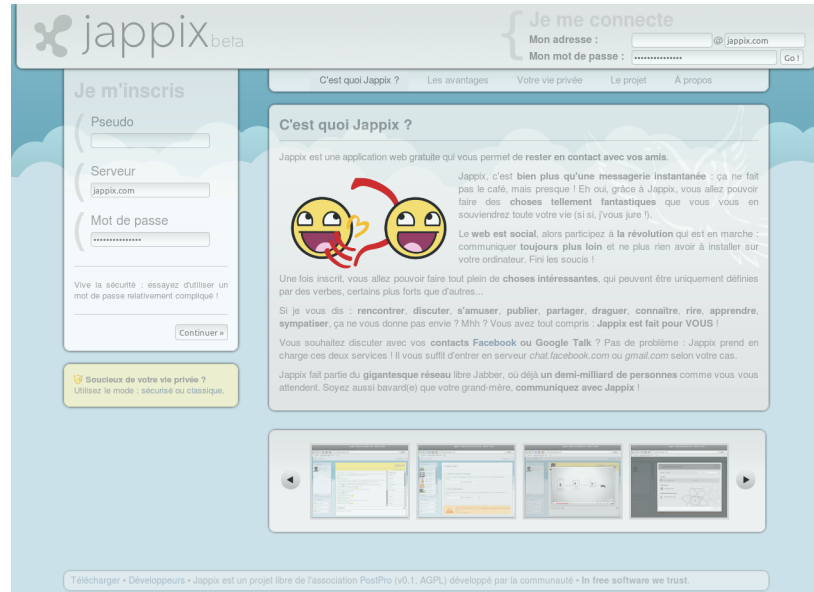 jappix beta
Je me connecte
Mon adresse : @ jappix.com
Mon mot de passe : •••••••••••••••
Go !
C'est quoi Jappix ? Les avantages Votre vie privée Le projet À propos
Je m'inscris
Pseudo
Serveur
jappix.com
Mot de passe
•••••••••••••••
Vive la sécurité : essayez d'utiliser un
mot de passe relativement compliqué !
Continuer »
Soucieux de votre vie privée ?
Utilisez le mode : sécurisé ou classique.
C'est quoi Jappix ?
Jappix est une application web gratuite qui vous permet de rester en contact avec vos amis.
Jappix, c'est bien plus qu'une messagerie instantanée : ça ne fait
pas le café, mais presque ! Eh oui, grâce à Jappix, vous allez pouvoir
faire des choses tellement fantastiques que vous vous en
souviendrez toute votre vie (si si, j'vous jure !).
Le web est social, alors participez à la révolution qui est en marche :
communiquer toujours plus loin et ne plus rien avoir à installer sur
votre ordinateur. Fini les soucis !
Une fois inscrit, vous allez pouvoir faire tout plein de choses intéressantes, qui peuvent être uniquement définies
par des verbes, certains plus forts que d'autres...
Si je vous dis : rencontrer, discuter, s'amuser, publier, partager, draguer, connaître, rire, apprendre,
sympatiser, ça ne vous donne pas envie ? Mhh ? Vous avez tout compris : Jappix est fait pour VOUS !
Vous souhaitez discuter avec vos contacts Facebook ou Google Talk ? Pas de problème : Jappix prend en
charge ces deux services ! Il vous suffit d'entrer en serveur chat.facebook.com ou gmail.com selon votre cas.
Jappix fait partie du gigantesque réseau libre Jabber, où déjà un demi-milliard de personnes comme vous vous
attendent. Soyez aussi bavard(e) que votre grand-mère, communiquez avec Jappix !
Télécharger • Développeurs • Jappix est un projet libre de l'association PostPro (v0.1, AGPL) développé par la communauté • In free software we trust.